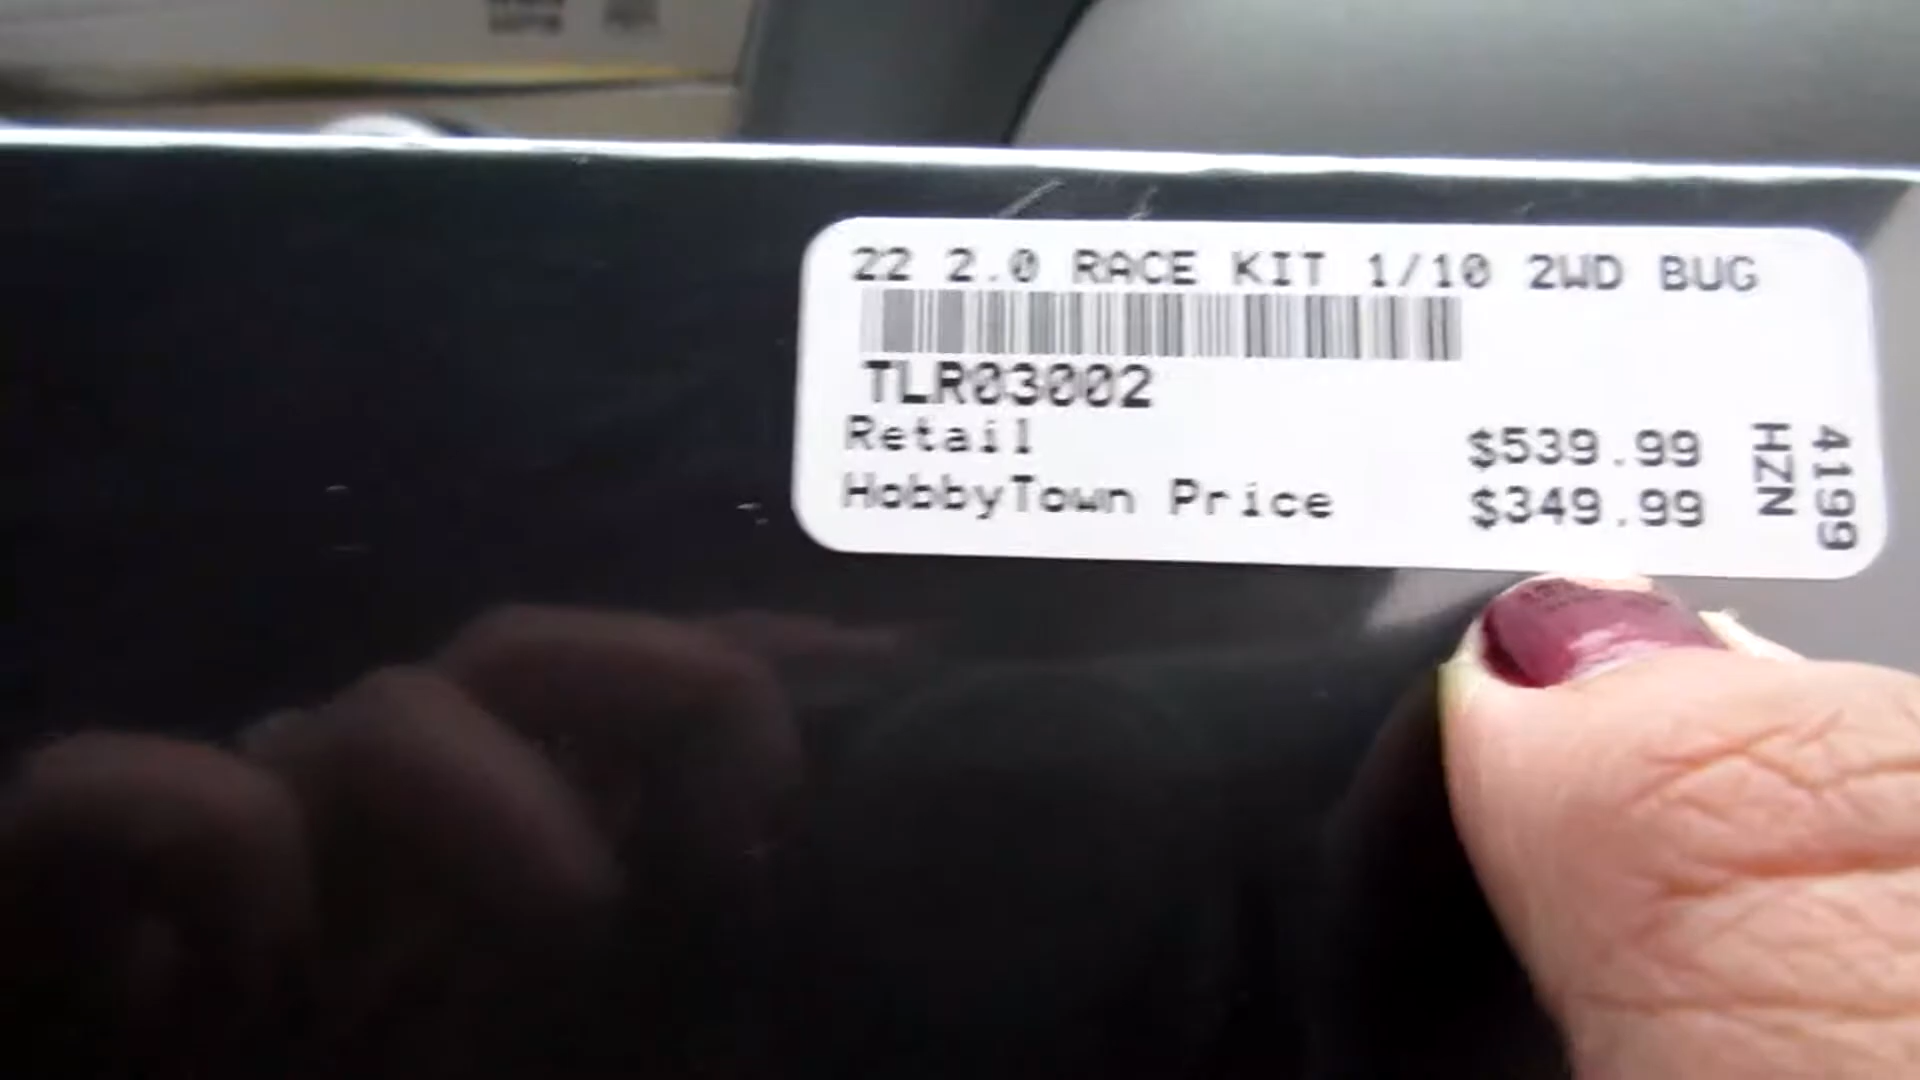 22 2.0 RACE KIT 1/10 2WD BUG
TLR03002
Retail $539.99
HobbyTown Price $349.99
HZN
4199